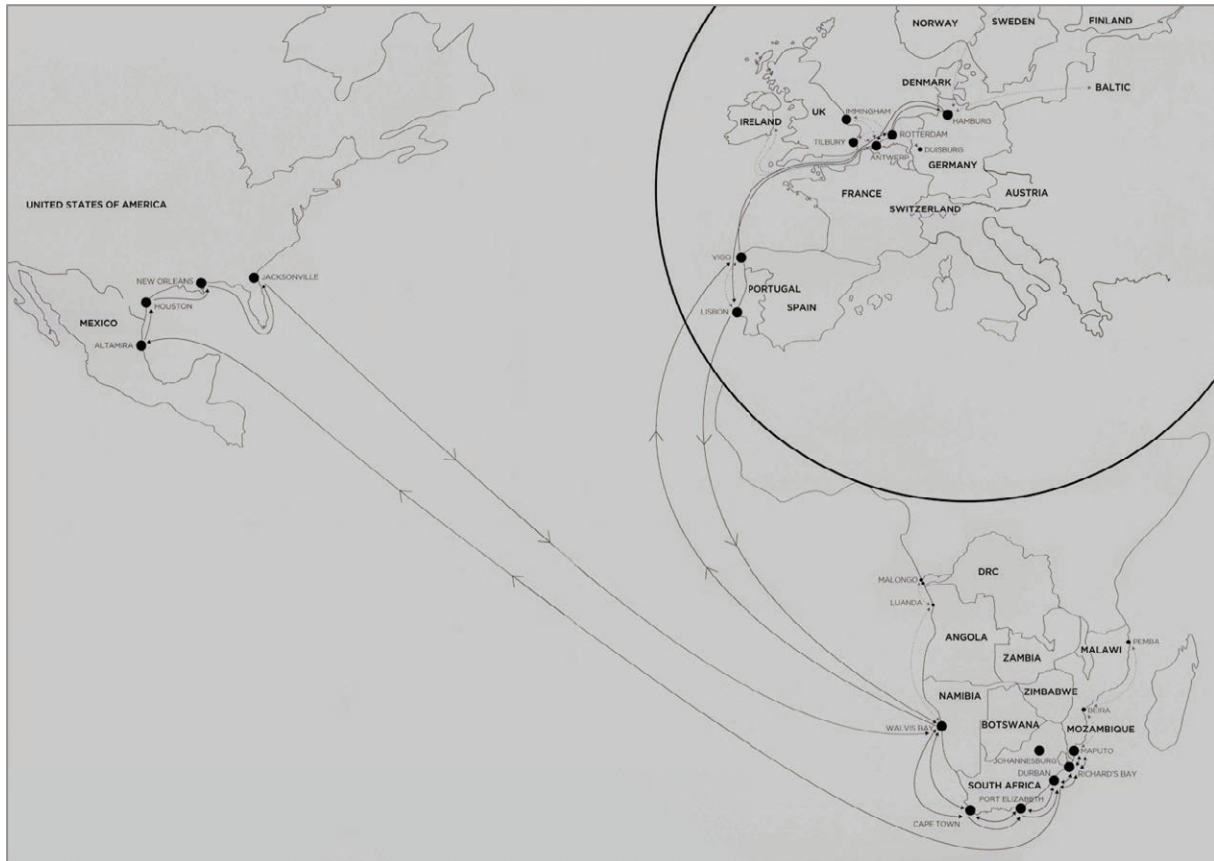 NORWAY
SWEDEN
FINLAND
DENMARK
BALTIC
UK
IMMINGHAM
IRELAND
HAMBURG
TILBURY
ROTTERDAM
ANTWERP
DUISBURG
GERMANY
FRANCE
AUSTRIA
SWITZERLAND
UNITED STATES OF AMERICA
VIGO
JACKSONVILLE
NEW ORLEANS
PORTUGAL
HOUSTON
SPAIN
LISBON
MEXICO
ALTAMIRA
DRC
MALONGO
LUANDA
ANGOLA
PEMBA
MALAWI
ZAMBIA
NAMIBIA
ZIMBABWE
BEIRA
BOTSWANA
WALVIS BAY
MOZAMBIQUE
MAPUTO
JOHANNESBURG
DURBAN
RICHARD'S BAY
SOUTH AFRICA
PORT ELIZABETH
CAPE TOWN